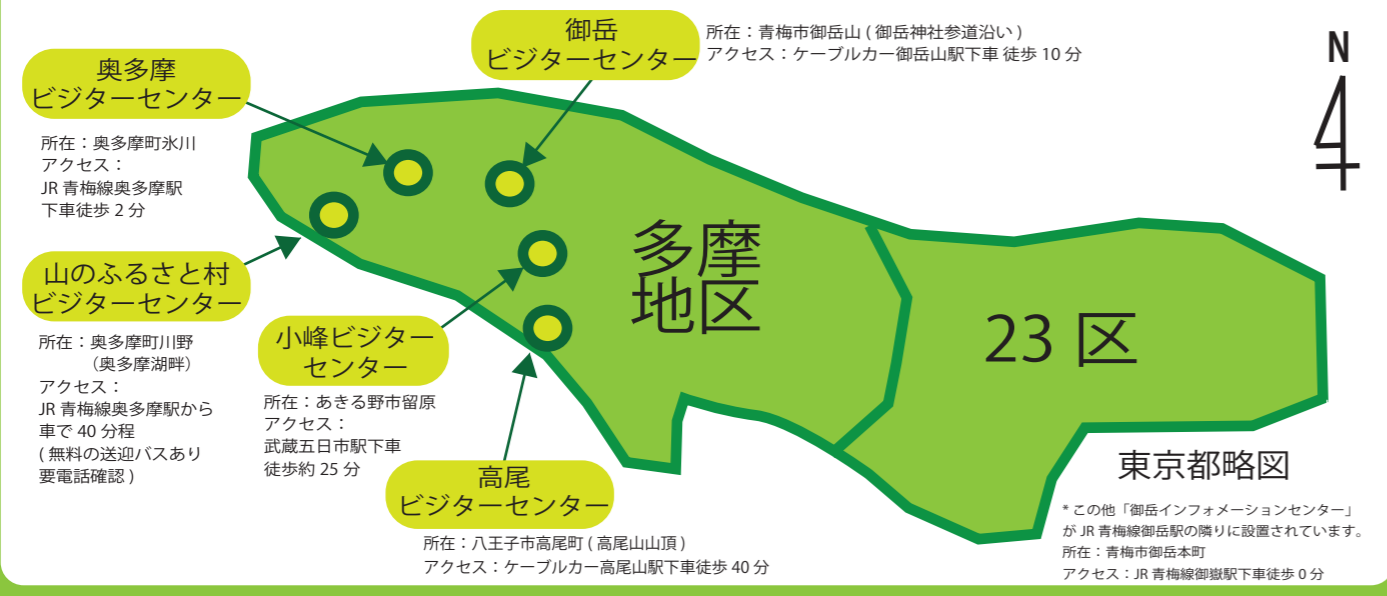 御岳
ビジターセンター
所在：青梅市御岳山 ( 御岳神社参道沿い )
アクセス：ケーブルカー御岳山駅下車 徒歩 10 分
N
奥多摩
ビジターセンター
所在：奥多摩町氷川
アクセス：
JR 青梅線奥多摩駅
下車徒歩 2 分
山のふるさと村
ビジターセンター
所在：奥多摩町川野
（奥多摩湖畔）
アクセス：
JR 青梅線奥多摩駅から
車で 40 分程
( 無料の送迎バスあり
要電話確認 )
小峰ビジター
センター
所在：あきる野市留原
アクセス：
武蔵五日市駅下車
徒歩約 25 分
高尾
ビジターセンター
所在：八王子市高尾町 ( 高尾山山頂 )
アクセス：ケーブルカー高尾山駅下車徒歩 40 分
多摩
地区
23 区
東京都略図
* この他「御岳インフォメーションセンター」
が JR 青梅線御岳駅の隣りに設置されています。
所在：青梅市御岳本町
アクセス：JR 青梅線御嶽駅下車徒歩 0 分